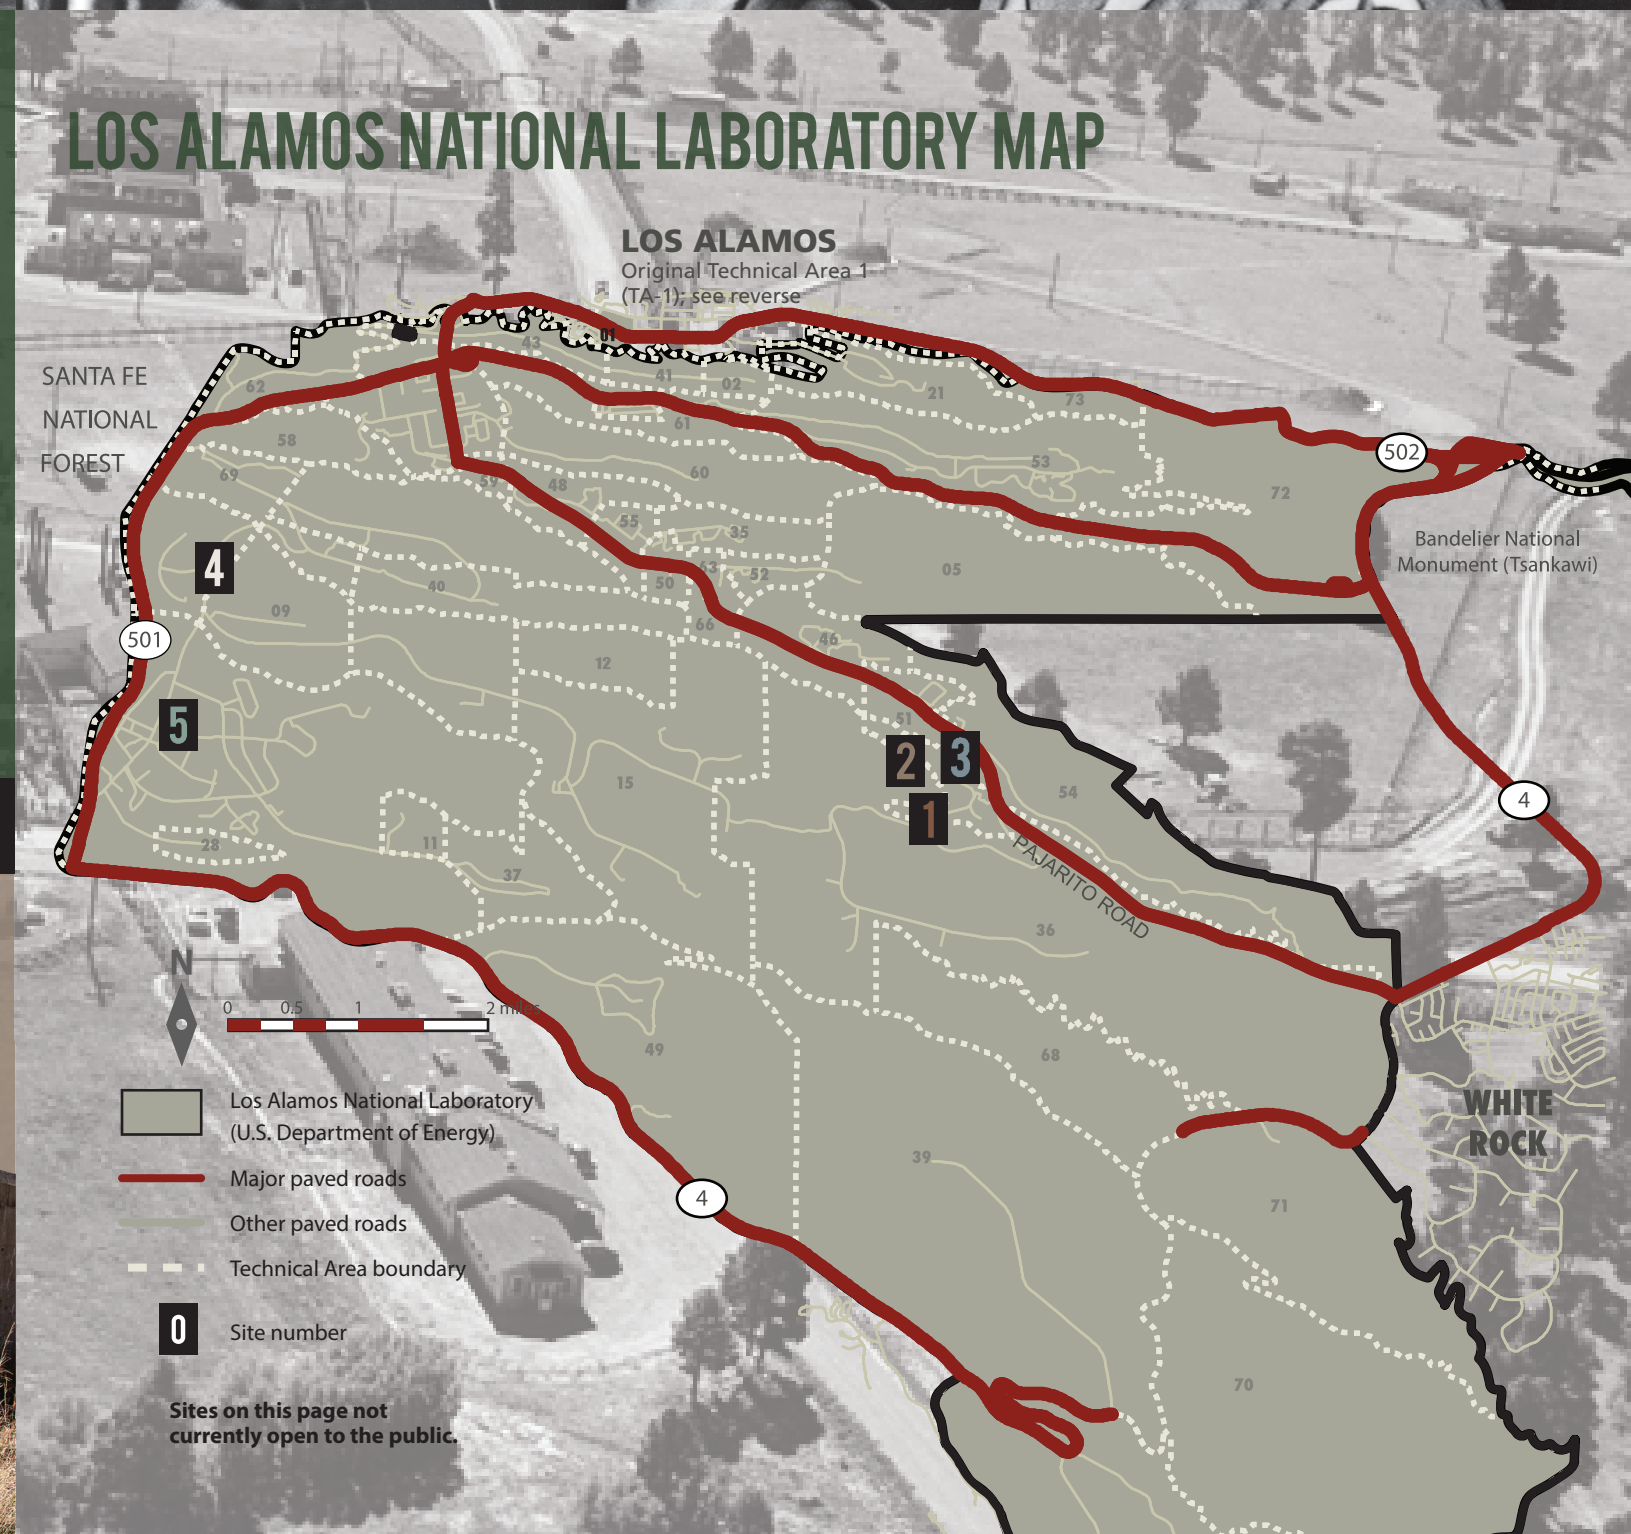 LOS ALAMOS NATIONAL LABORATORY MAP
LOS ALAMOS
Original Technical Area 1
(TA-1); see reverse
01
43
SANTA FE
NATIONAL
FOREST
62
41
02
21
73
61
58
502
69
59
48
60
53
72
55
35
Bandelier National
Monument (Tsankawi)
4
40
50
63
52
05
09
501
66
46
12
5
51
2
3
15
54
4
1
28
11
37
PAJARITO ROAD
36
N
0 0.5 1 2 miles
49
68
Los Alamos National Laboratory
(U.S. Department of Energy)
WHITE
ROCK
Major paved roads
39
4
71
Other paved roads
Technical Area boundary
0
Site number
70
Sites on this page not
currently open to the public.